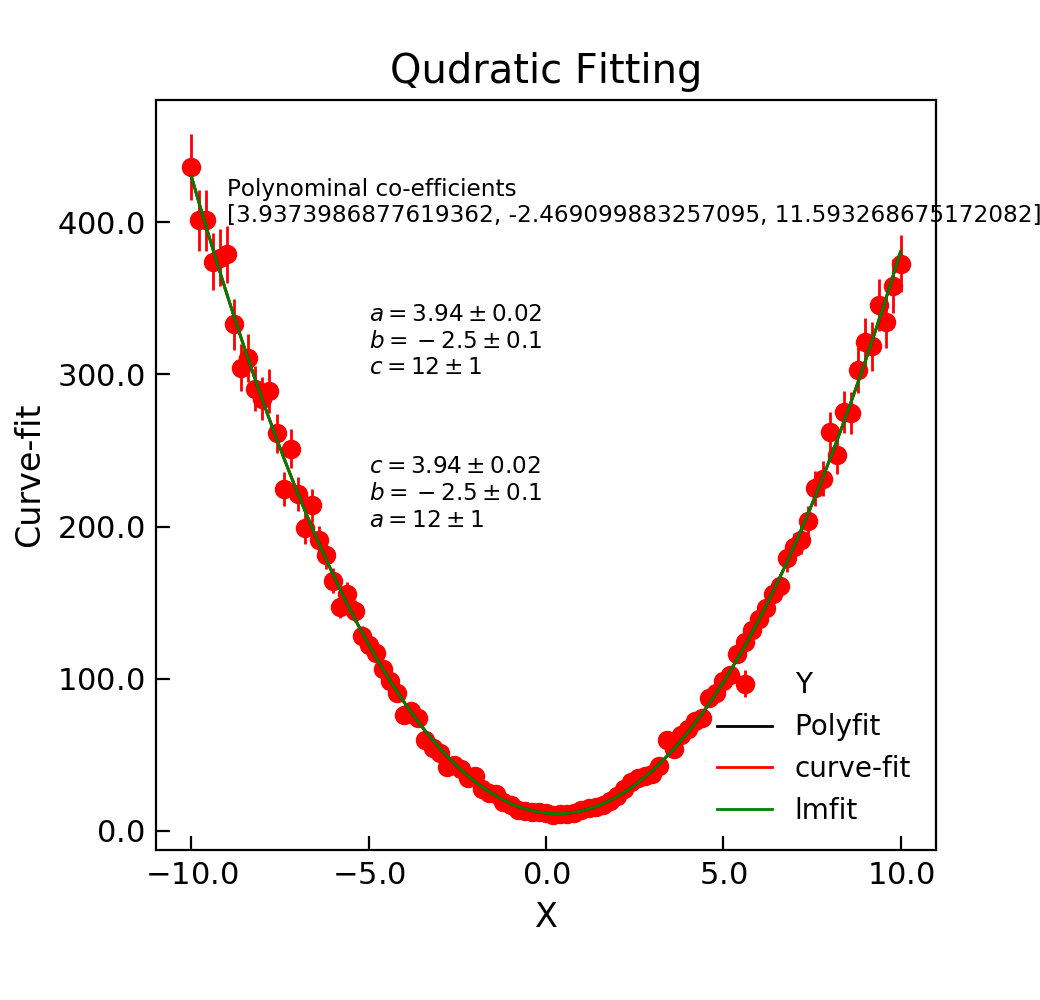 Qudratic Fitting
Polynominal co-efficients
[3.9373986877619362, -2.469099883257095, 11.593268675172082]
a = 3.94 ± 0.02
b = − 2.5 ± 0.1
c = 12 ± 1
c = 3.94 ± 0.02
b = − 2.5 ± 0.1
a = 12 ± 1
Curve-fit
400.0
300.0
200.0
100.0
0.0
Y
Polyfit
curve-fit
lmfit
−10.0 −5.0 0.0 5.0 10.0
X